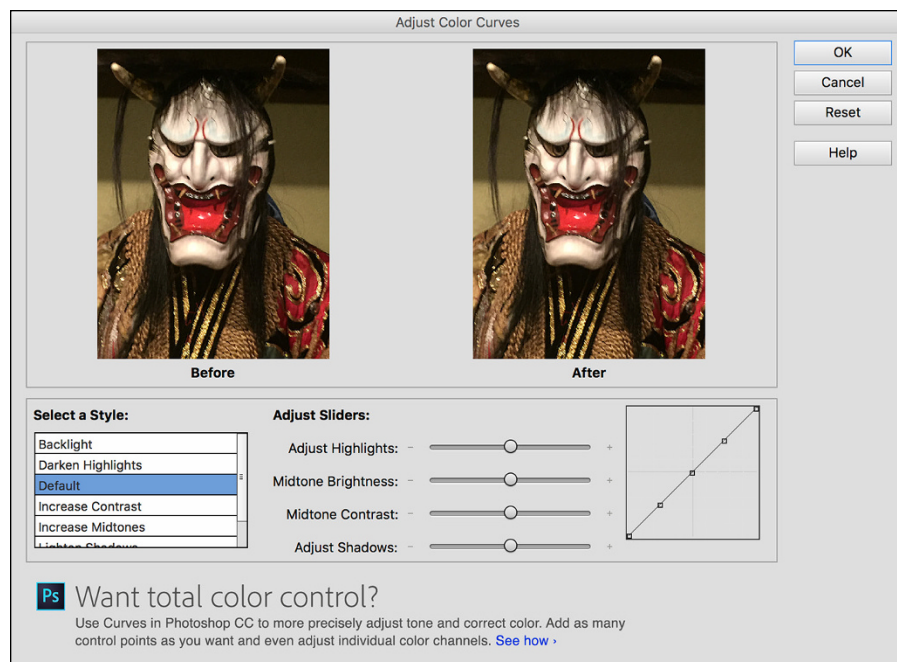 Adjust Color Curves
OK
Cancel
Reset
Help
Before
After
Select a Style:
Backlight
Darken Highlights
Default
Increase Contrast
Increase Midtones
Lighten Shadows
Adjust Sliders:
Adjust Highlights: - +
Midtone Brightness: - +
Midtone Contrast: - +
Adjust Shadows: - +
Ps Want total color control?
Use Curves in Photoshop CC to more precisely adjust tone and correct color. Add as many
control points as you want and even adjust individual color channels. See how ›